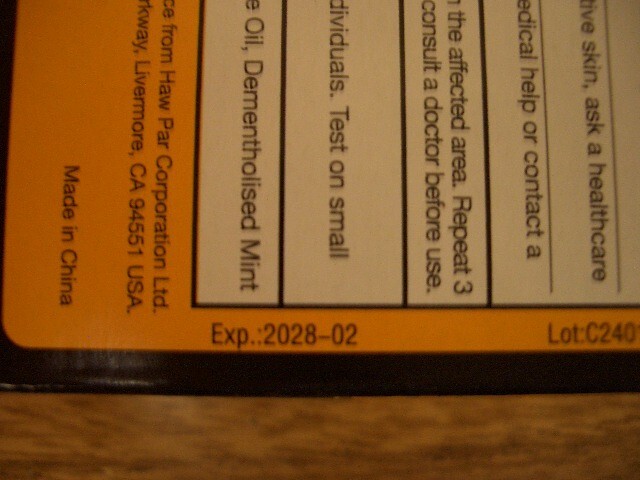 tive skin, ask a healthcare
edical help or contact a
the affected area. Repeat 3
consult a doctor before use.
dividuals. Test on small
e Oil, Dementholised Mint
ce from Haw Par Corporation Ltd.
rkway, Livermore, CA 94551 USA.
Made in China
Exp.:2028-02
Lot:C240